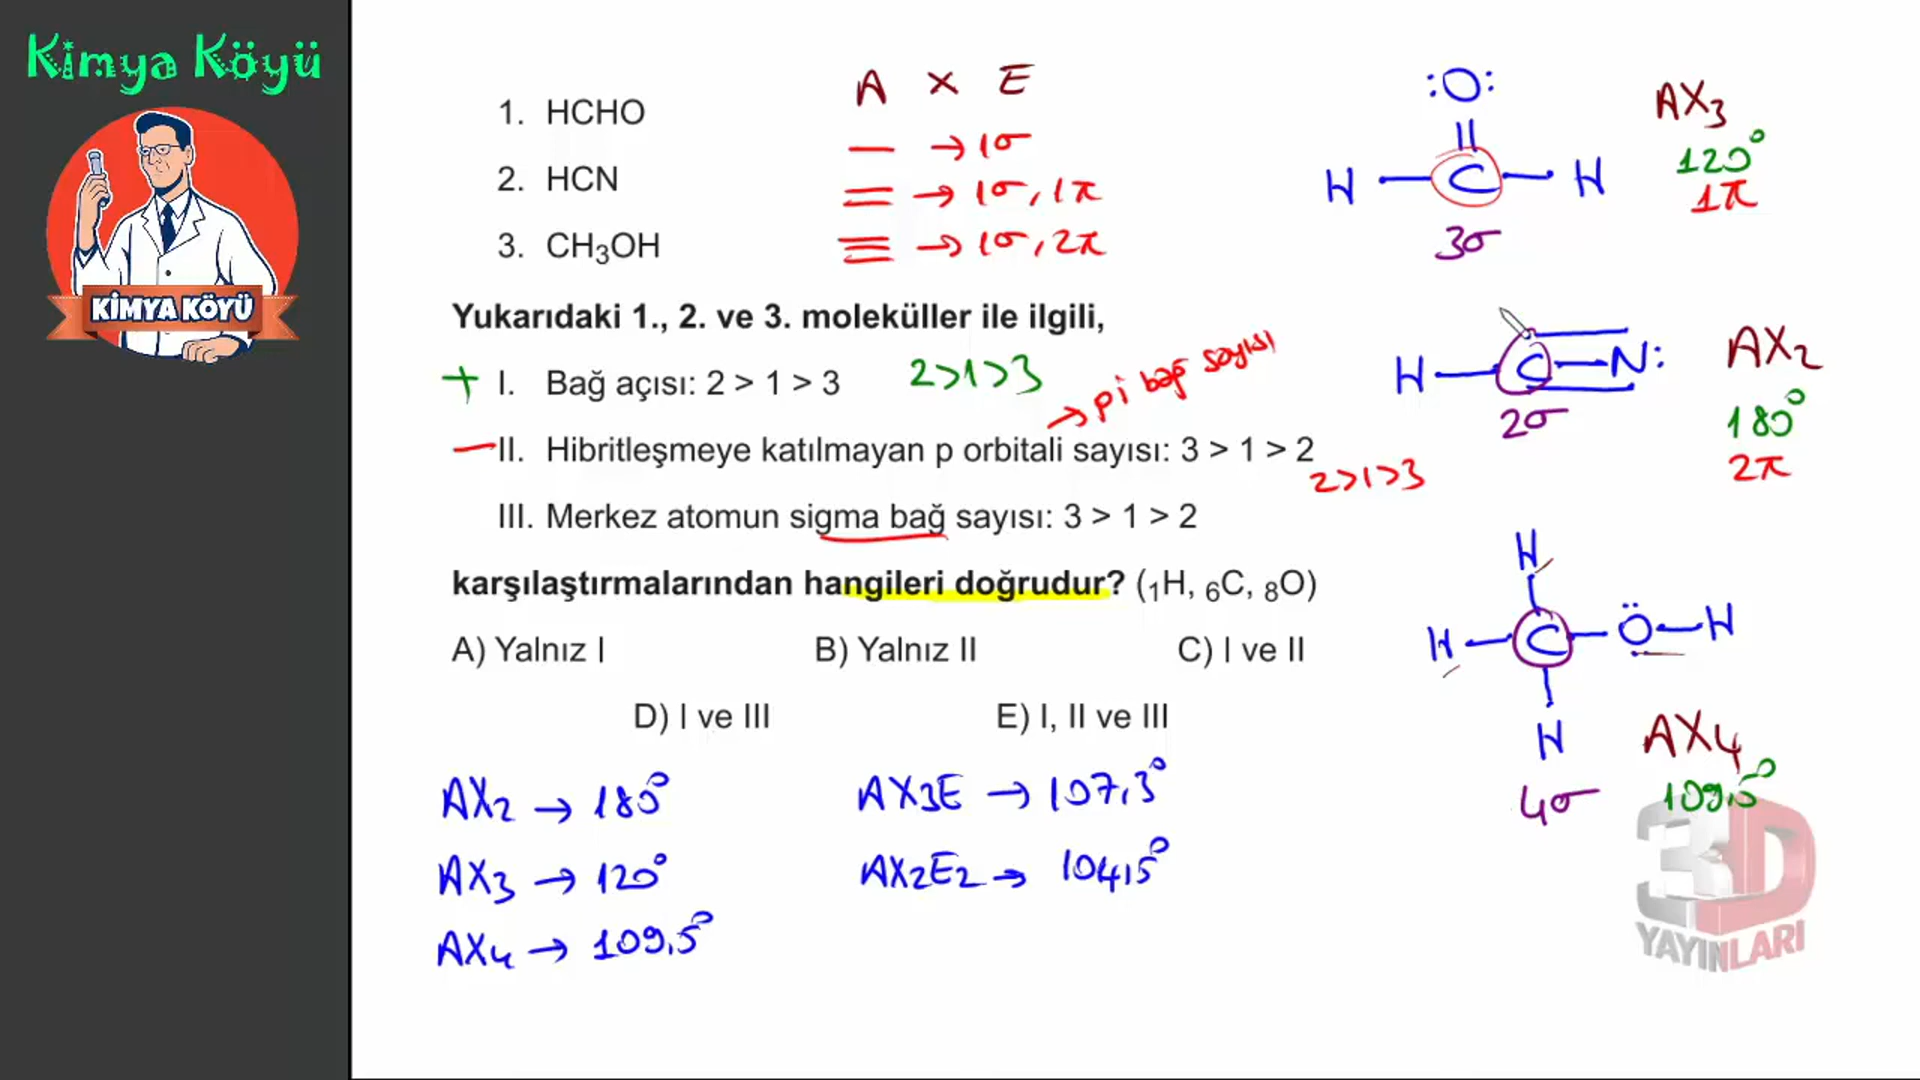 Kimya Köyü
KİMYA KÖYÜ
1. HCHO
2. HCN
3. CH₃OH
A X E
— → 1σ
= → 1σ, 1π
≡ → 1σ, 2π
Yukarıdaki 1., 2. ve 3. moleküller ile ilgili,
+ I. Bağ açısı: 2 > 1 > 3 2>1>3
→ pi bağ sayısı
— II. Hibritleşmeye katılmayan p orbitali sayısı: 3 > 1 > 2
2>1>3
III. Merkez atomun sigma bağ sayısı: 3 > 1 > 2
karşılaştırmalarından hangileri doğrudur? (₁H, ₆C, ₈O)
A) Yalnız I B) Yalnız II C) I ve II
D) I ve III E) I, II ve III
AX₂ → 180°
AX₃ → 120°
AX₄ → 109,5°
AX₃E → 107,3°
AX₂E₂ → 104,5°
:O:
||
H — C — H
3σ
AX₃
120°
1π
H — C ≡ N:
2σ
AX₂
180°
2π
H
H — C — Ö — H
H
4σ
AX₄
109,5°
3D
YAYINLARI